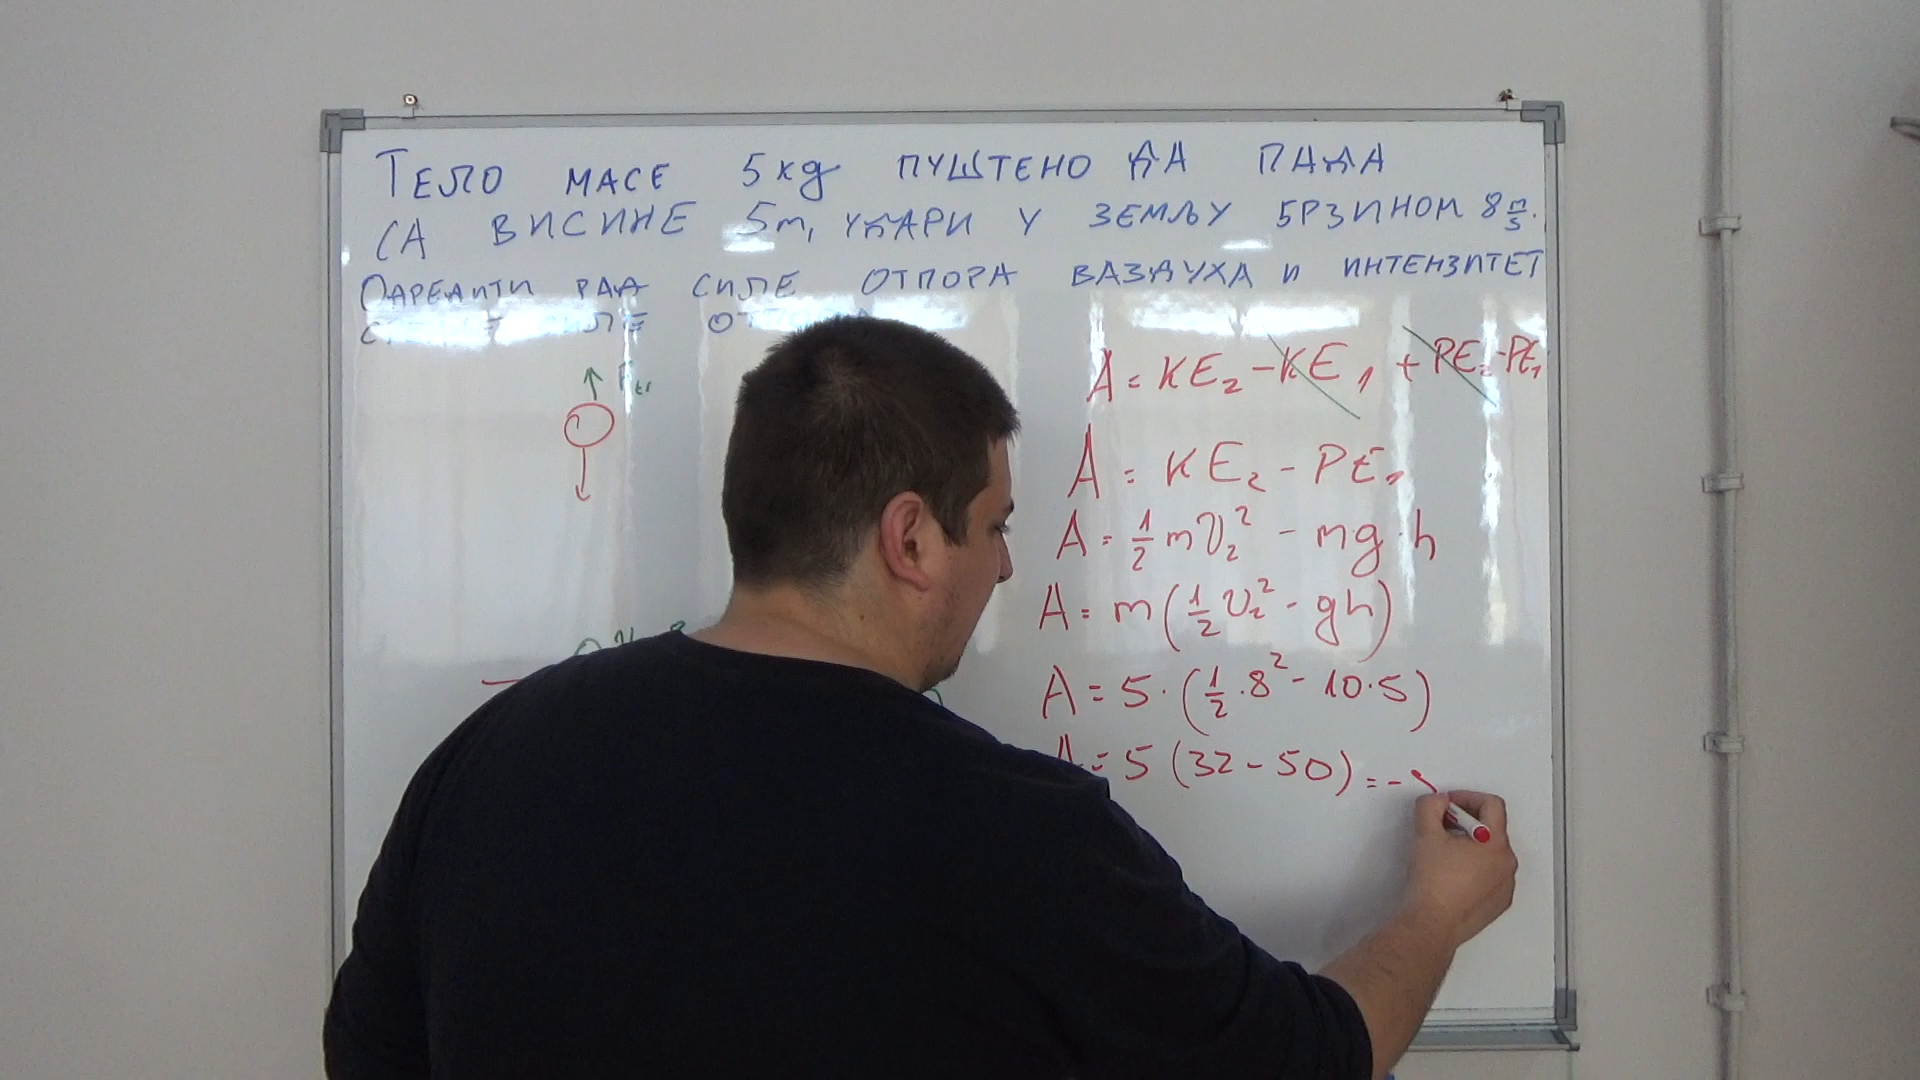 ТЕЛО МАСЕ 5kg ПУШТЕНО ДА ПАДА
СА ВИСИНЕ 5m, УДАРИ У ЗЕМЉУ БРЗИНОМ 8 m/s.
ОДРЕДИТИ РАД СИЛЕ ОТПОРА ВАЗДУХА И ИНТЕНЗИТЕТ
A = KE₂ - KE₁ + PE₂ - PE₁
A = KE₂ - PE₁
A = 1/2 mV₂² - mg·h
A = m(1/2 V₂² - gh)
A = 5·(1/2·8² - 10·5)
A = 5(32 - 50) = -